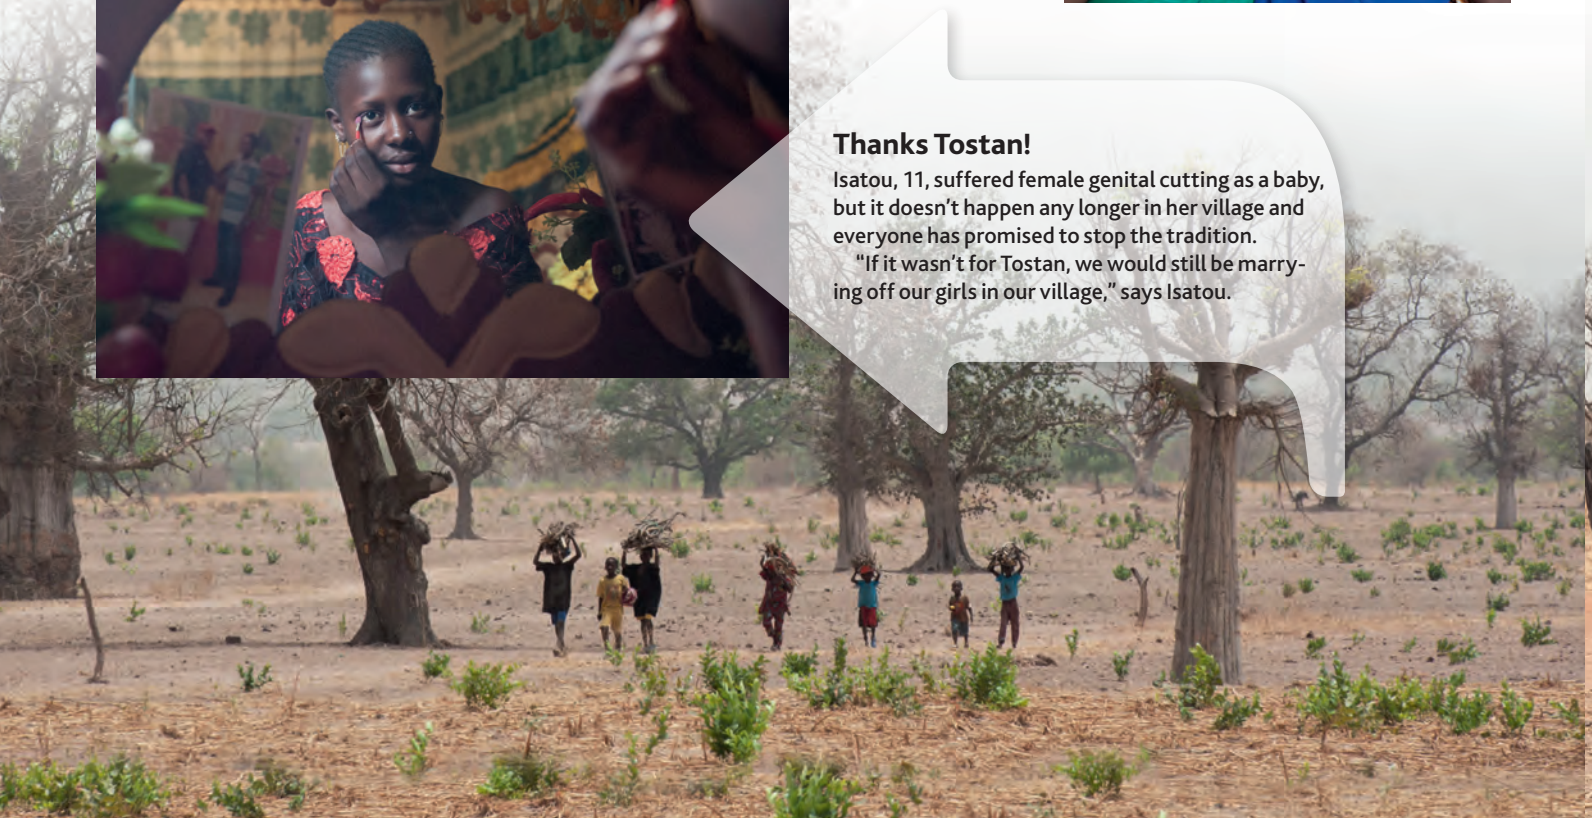 Thanks Tostan!
Isatou, 11, suffered female genital cutting as a baby,
but it doesn’t happen any longer in her village and
everyone has promised to stop the tradition.
“If it wasn’t for Tostan, we would still be marry-
ing off our girls in our village,” says Isatou.